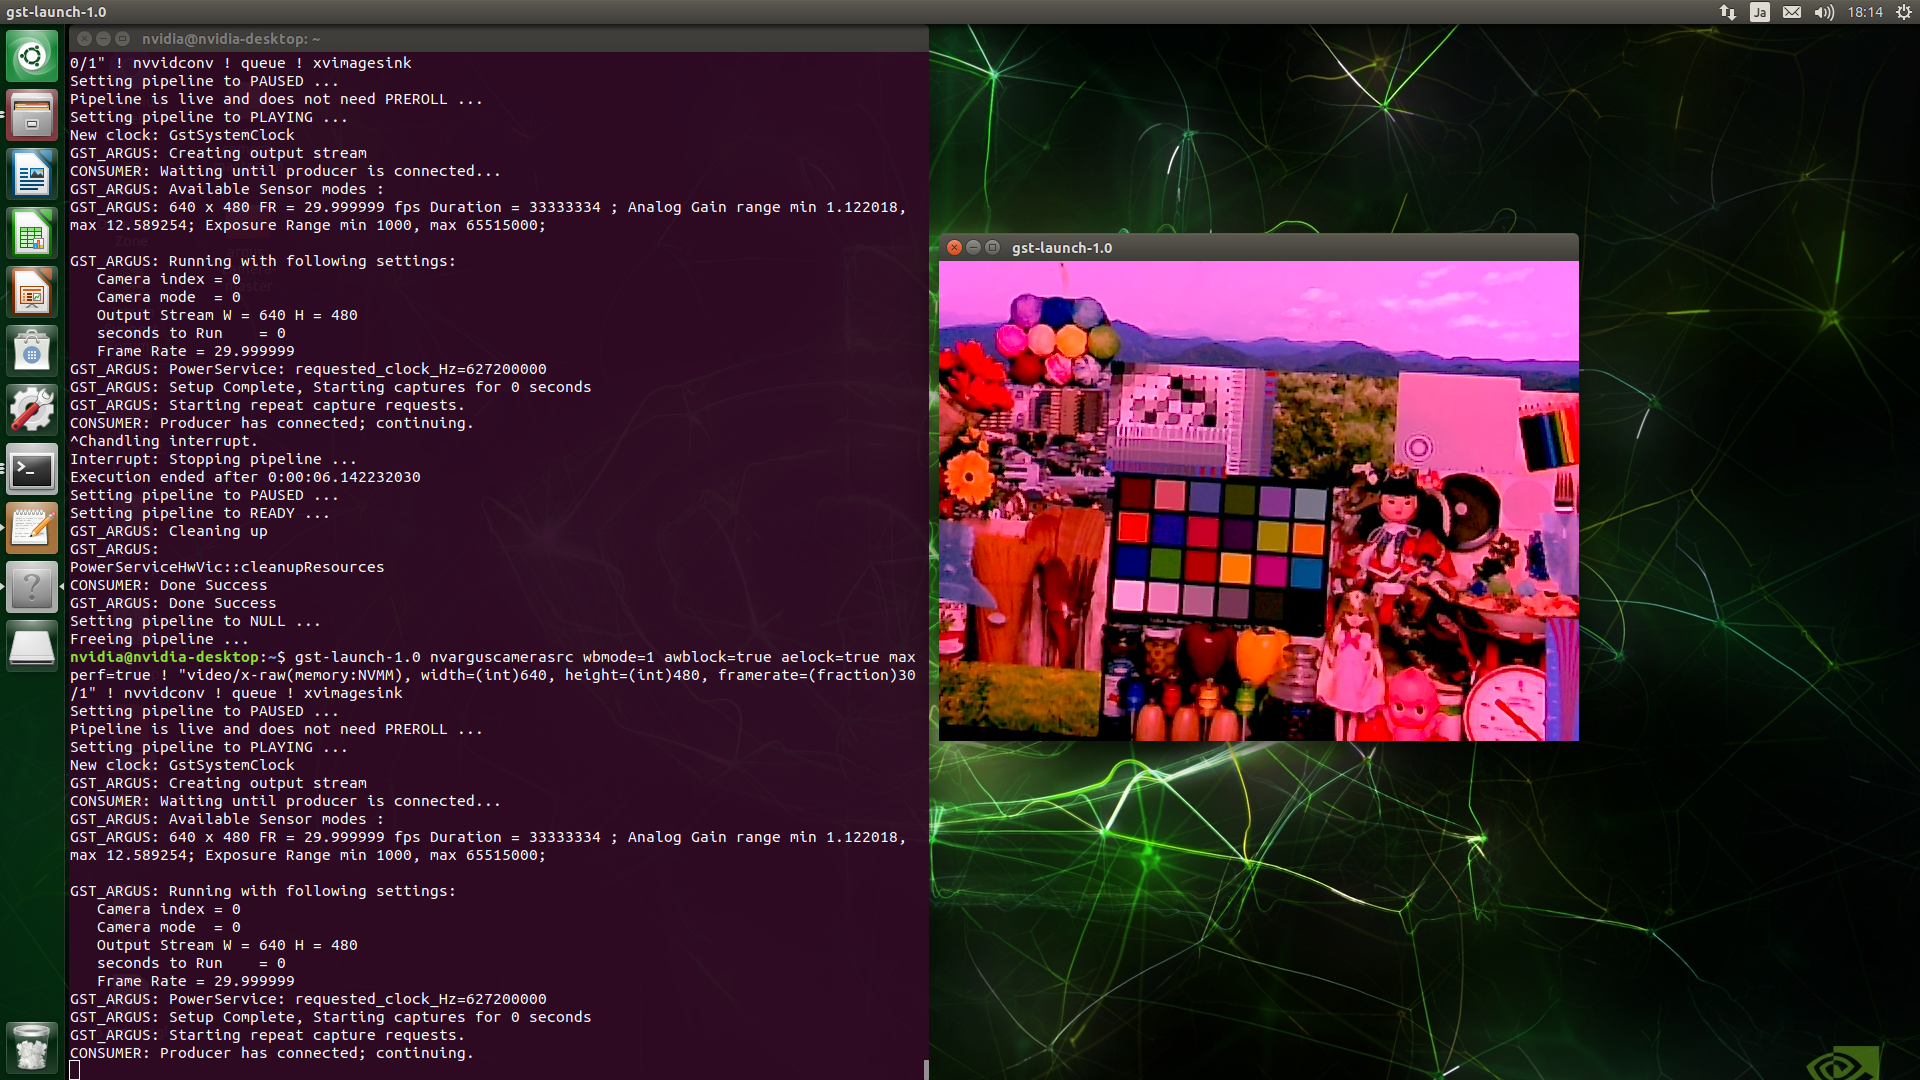 gst-launch-1.0
Ja
18:14
nvidia@nvidia-desktop: ~
0/1" ! nvvidconv ! queue ! xvimagesink
Setting pipeline to PAUSED ...
Pipeline is live and does not need PREROLL ...
Setting pipeline to PLAYING ...
New clock: GstSystemClock
GST_ARGUS: Creating output stream
CONSUMER: Waiting until producer is connected...
GST_ARGUS: Available Sensor modes :
GST_ARGUS: 640 x 480 FR = 29.999999 fps Duration = 33333334 ; Analog Gain range min 1.122018,
max 12.589254; Exposure Range min 1000, max 65515000;
GST_ARGUS: Running with following settings:
Camera index = 0
Camera mode  = 0
Output Stream W = 640 H = 480
seconds to Run    = 0
Frame Rate = 29.999999
GST_ARGUS: PowerService: requested_clock_Hz=627200000
GST_ARGUS: Setup Complete, Starting captures for 0 seconds
GST_ARGUS: Starting repeat capture requests.
CONSUMER: Producer has connected; continuing.
^Chandling interrupt.
Interrupt: Stopping pipeline ...
Execution ended after 0:00:06.142232030
Setting pipeline to PAUSED ...
Setting pipeline to READY ...
GST_ARGUS: Cleaning up
GST_ARGUS:
PowerServiceHwVic::cleanupResources
CONSUMER: Done Success
GST_ARGUS: Done Success
Setting pipeline to NULL ...
Freeing pipeline ...
nvidia@nvidia-desktop:~$ gst-launch-1.0 nvarguscamerasrc wbmode=1 awblock=true aelock=true max
perf=true ! "video/x-raw(memory:NVMM), width=(int)640, height=(int)480, framerate=(fraction)30
/1" ! nvvidconv ! queue ! xvimagesink
Setting pipeline to PAUSED ...
Pipeline is live and does not need PREROLL ...
Setting pipeline to PLAYING ...
New clock: GstSystemClock
GST_ARGUS: Creating output stream
CONSUMER: Waiting until producer is connected...
GST_ARGUS: Available Sensor modes :
GST_ARGUS: 640 x 480 FR = 29.999999 fps Duration = 33333334 ; Analog Gain range min 1.122018,
max 12.589254; Exposure Range min 1000, max 65515000;
GST_ARGUS: Running with following settings:
Camera index = 0
Camera mode  = 0
Output Stream W = 640 H = 480
seconds to Run    = 0
Frame Rate = 29.999999
GST_ARGUS: PowerService: requested_clock_Hz=627200000
GST_ARGUS: Setup Complete, Starting captures for 0 seconds
GST_ARGUS: Starting repeat capture requests.
CONSUMER: Producer has connected; continuing.
gst-launch-1.0